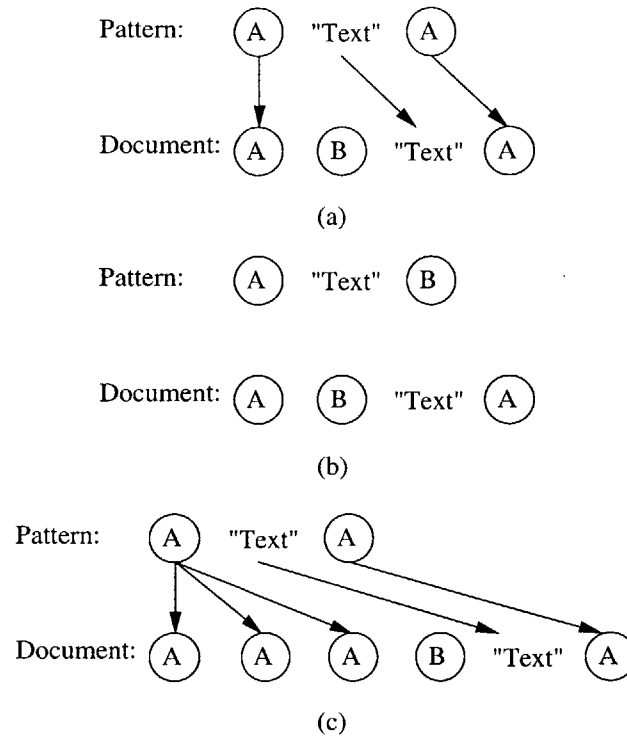 Pattern: A "Text" A
Document: A B "Text" A
(a)
Pattern: A "Text" B
Document: A B "Text" A
(b)
Pattern: A "Text" A
Document: A A A B "Text" A
(c)